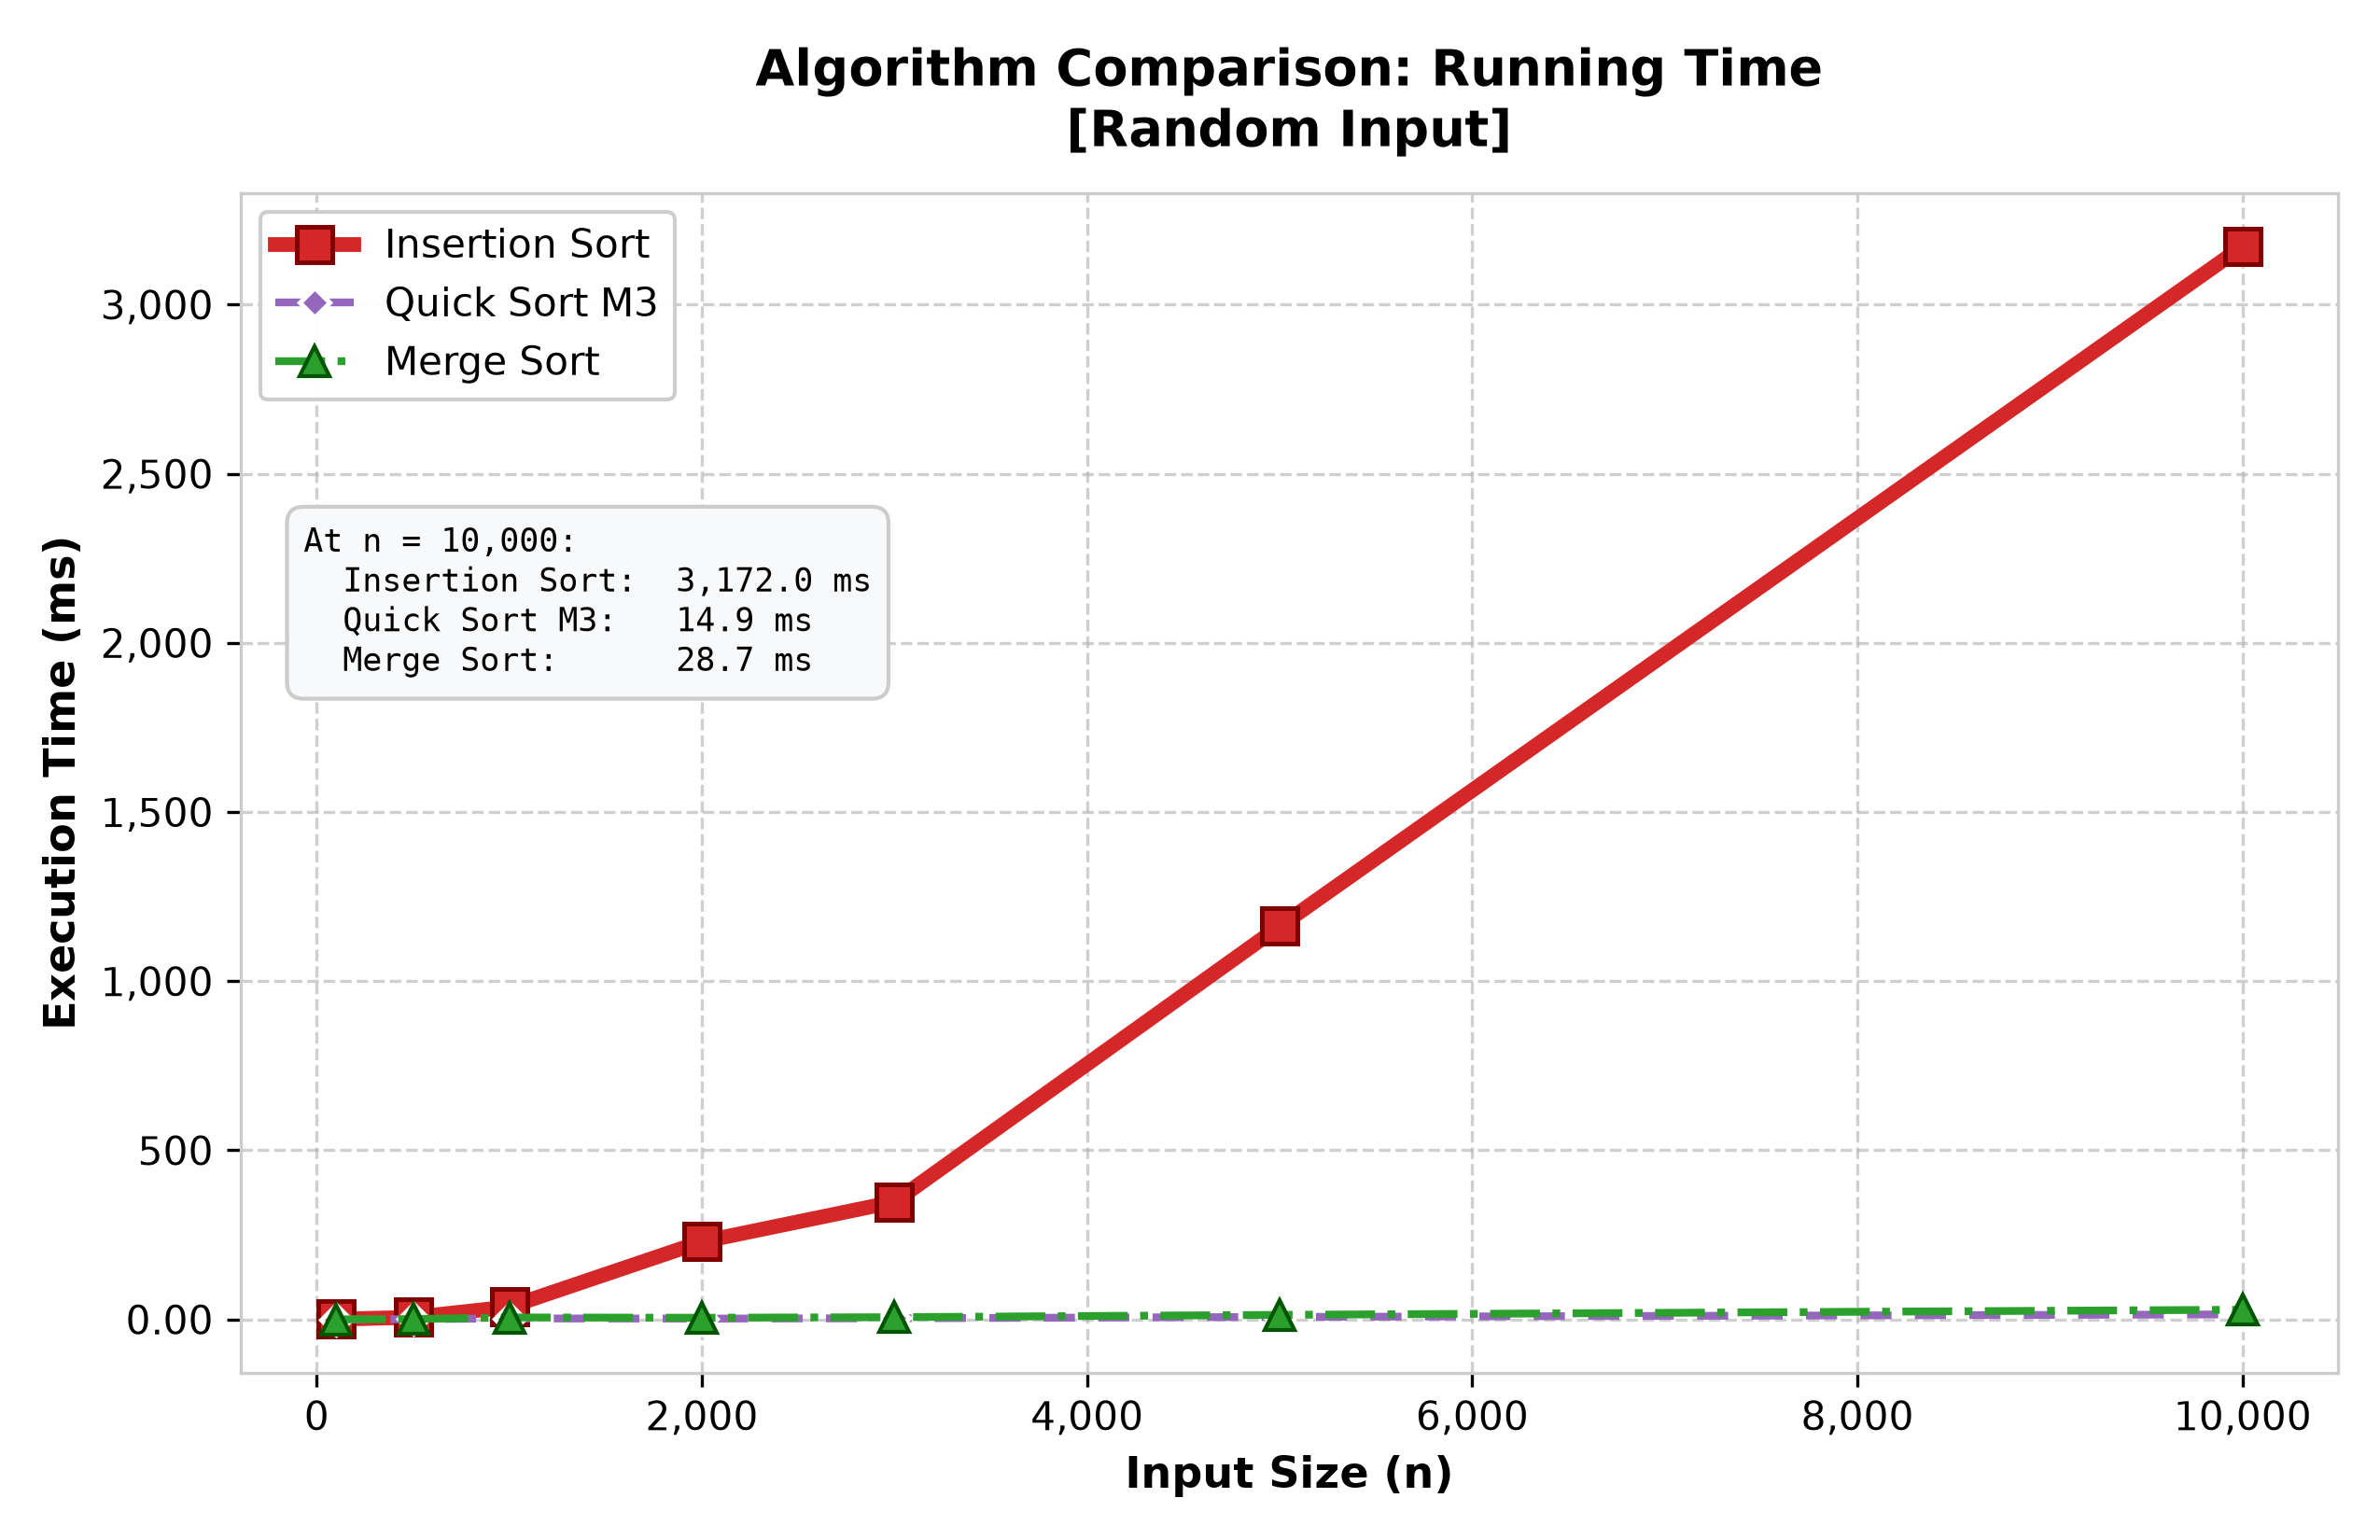 Algorithm Comparison: Running Time
[Random Input]
Insertion Sort
Quick Sort M3
Merge Sort
At n = 10,000:
Insertion Sort: 3,172.0 ms
Quick Sort M3: 14.9 ms
Merge Sort: 28.7 ms
Execution Time (ms)
3,000
2,500
2,000
1,500
1,000
500
0.00
0 2,000 4,000 6,000 8,000 10,000
Input Size (n)